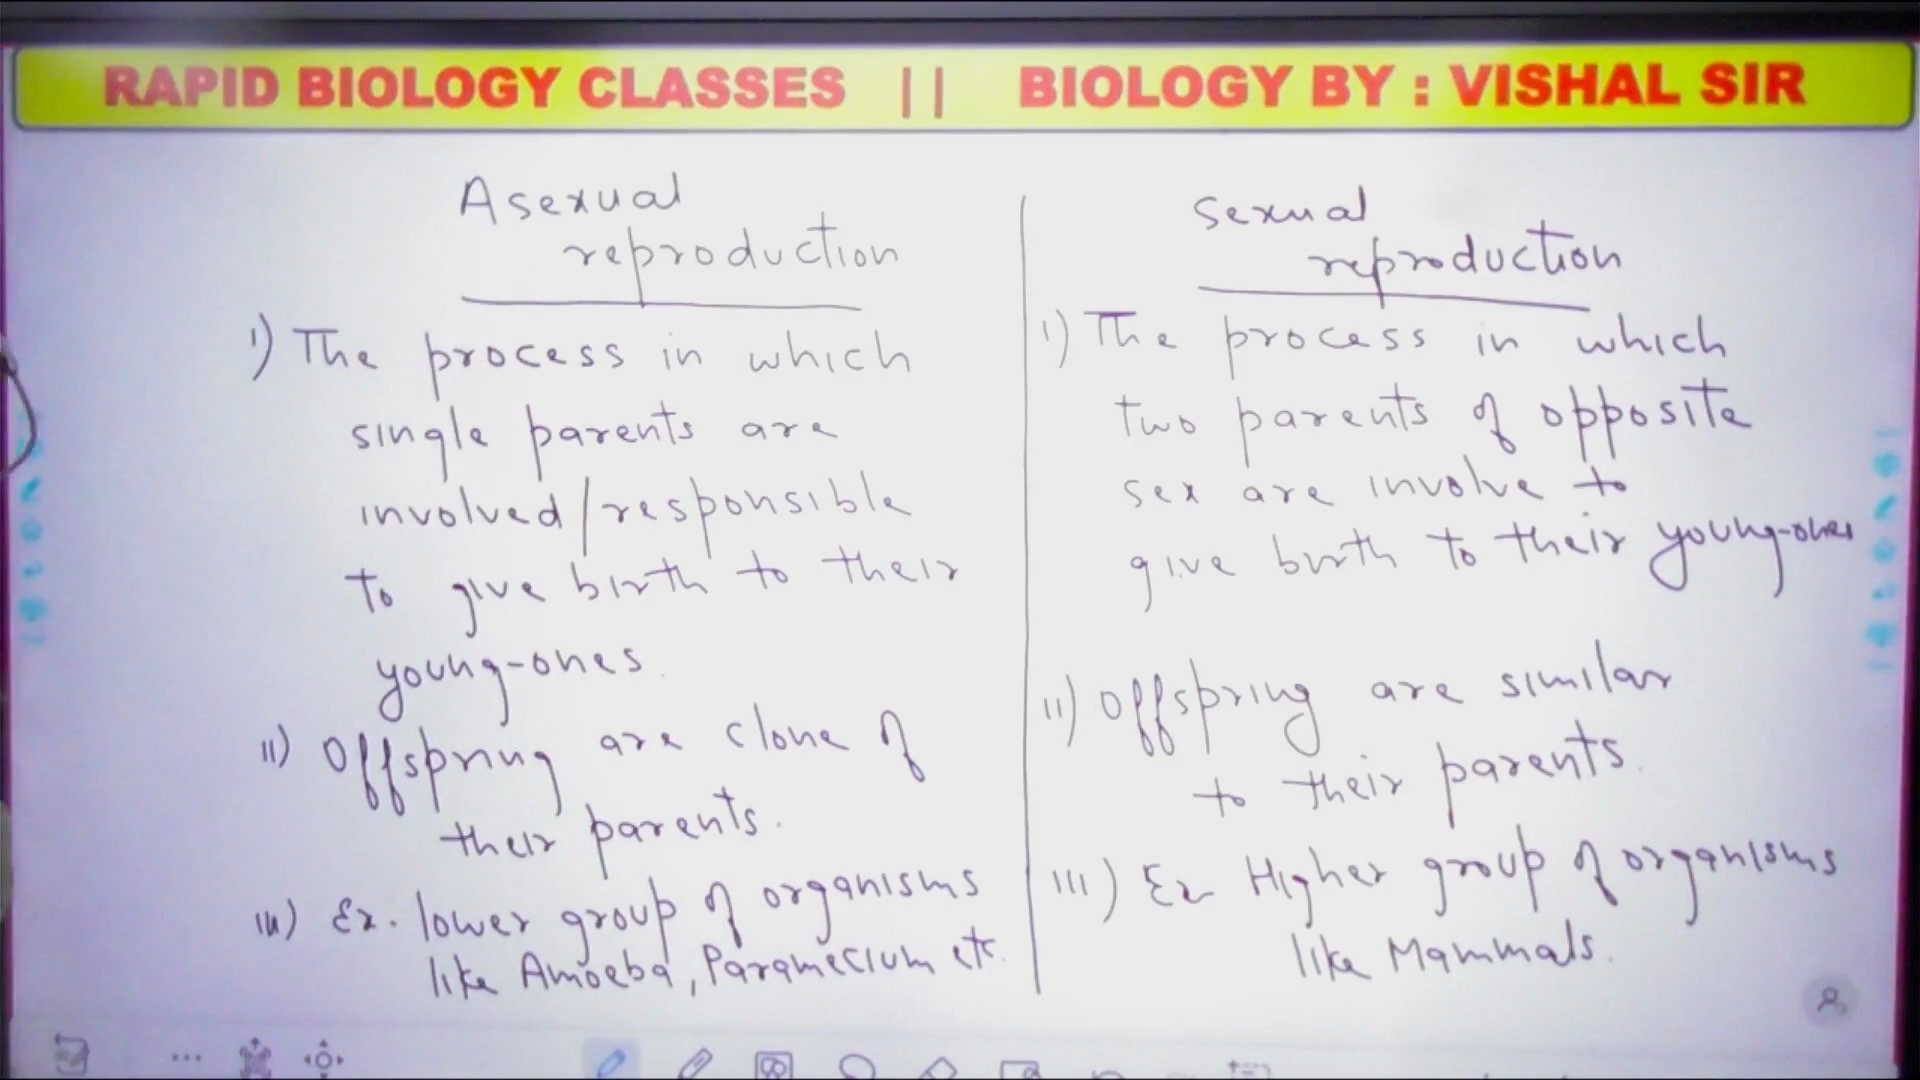 RAPID BIOLOGY CLASSES || BIOLOGY BY : VISHAL SIR
Asexual
reproduction
i) The process in which
single parents are
involved/responsible
to give birth to their
young-ones.
ii) Offspring are clone of
their parents.
iii) Ex. lower group of organisms
like Amoeba, Paramecium etc.
Sexual
reproduction
i) The process in which
two parents of opposite
sex are involve to
give birth to their young-ones
ii) Offspring are similar
to their parents.
iii) Ex Higher group of organisms
like Mammals.